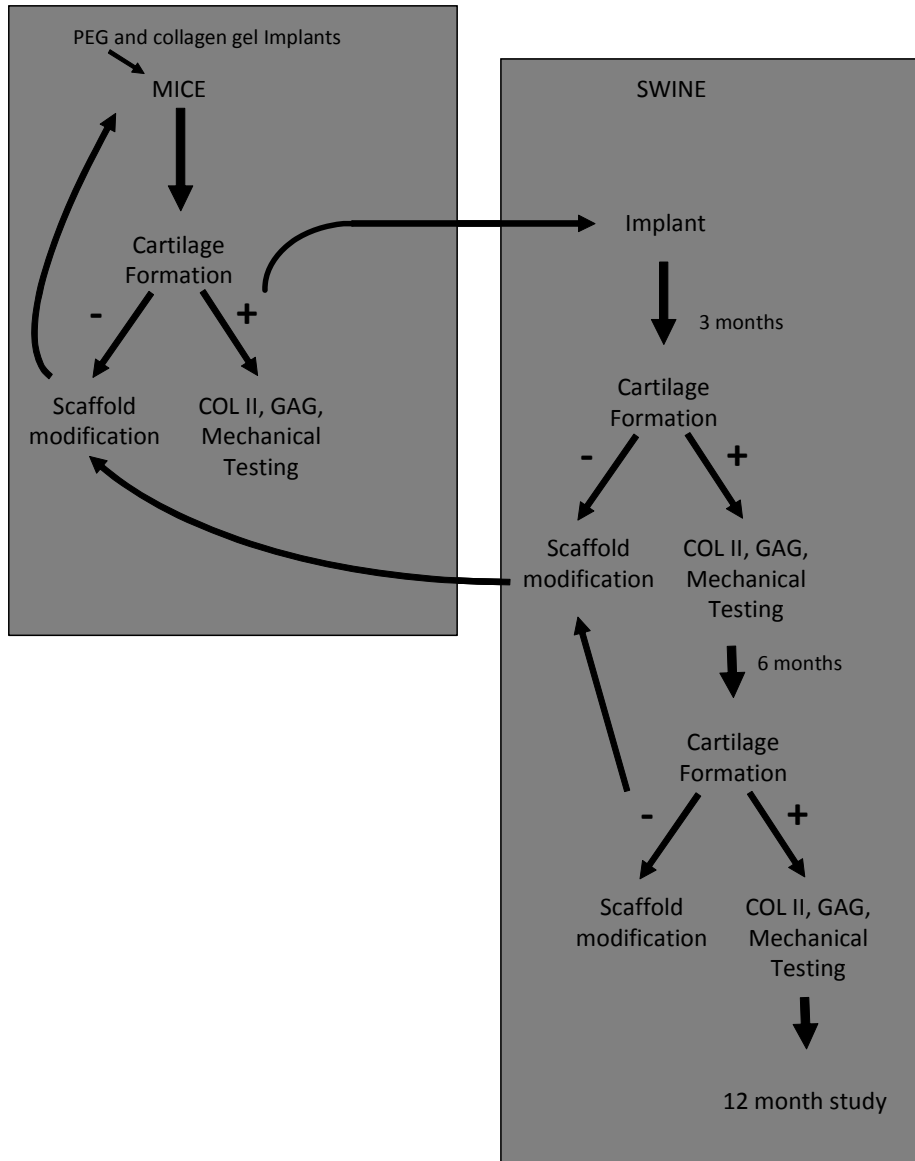 PEG and collagen gel Implants
MICE
Cartilage
Formation
-
+
Scaffold
modification
COL II, GAG,
Mechanical
Testing
SWINE
Implant
3 months
Cartilage
Formation
-
+
Scaffold
modification
COL II, GAG,
Mechanical
Testing
6 months
Cartilage
Formation
-
+
Scaffold
modification
COL II, GAG,
Mechanical
Testing
12 month study